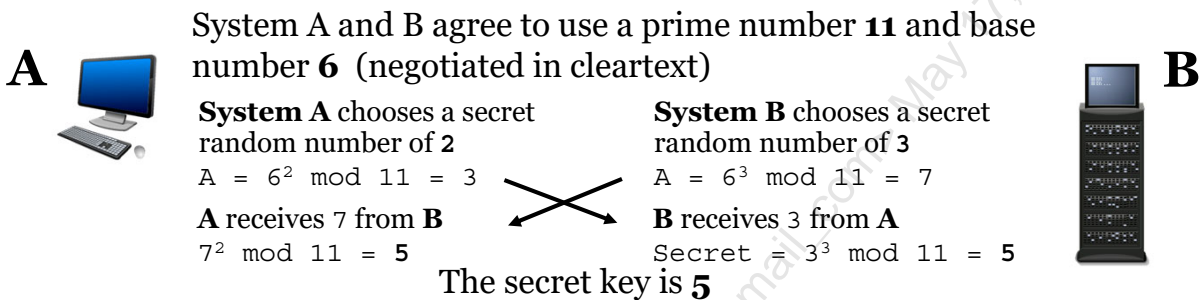 System A and B agree to use a prime number 11 and base
number 6 (negotiated in cleartext)
A
B
System A chooses a secret
random number of 2
A = 6² mod 11 = 3
A receives 7 from B
7² mod 11 = 5
System B chooses a secret
random number of 3
A = 6³ mod 11 = 7
B receives 3 from A
Secret = 3³ mod 11 = 5
The secret key is 5
mail_com - May 17,